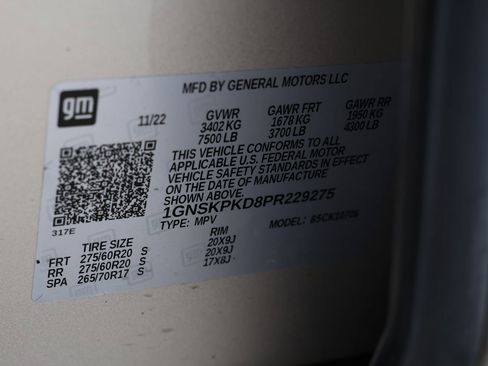 gm
MFD BY GENERAL MOTORS LLC
11/22 GVWR GAWR FRT GAWR RR
3402 KG 1678 KG 1950 KG
7500 LB 3700 LB 4300 LB
THIS VEHICLE CONFORMS TO ALL
APPLICABLE U.S. FEDERAL MOTOR
VEHICLE SAFETY STANDARDS IN EFFECT
ON THE DATE OF MANUFACTURE
SHOWN ABOVE.
1GNSKPKD8PR229275
317E
TYPE: MPV MODEL:
TIRE SIZE RIM
FRT 275/60R20 S 20X9J
RR 275/60R20 S 20X9J
SPA 265/70R17 S 17X8J